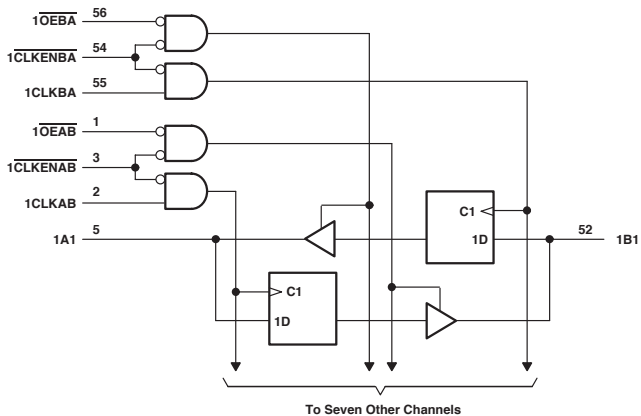 1OEBA 56
1CLKENBA 54
1CLKBA 55
1OEAB 1
1CLKENAB 3
1CLKAB 2
1A1 5
C1
1D
52 1B1
C1
1D
To Seven Other Channels